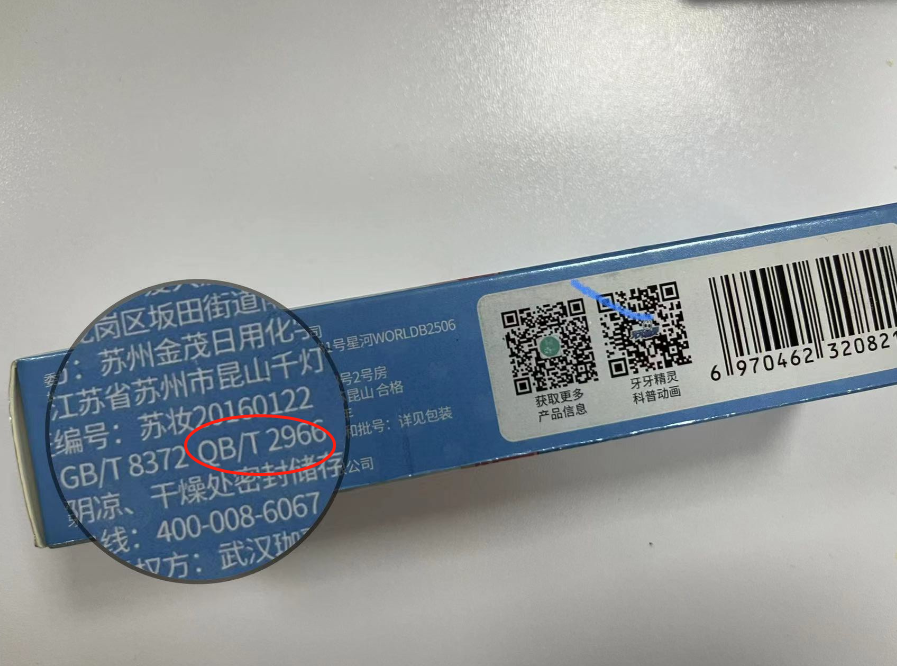 岗区坂田街道
司
1号星河WORLDB2506
苏州金茂日用化
江苏省苏州市昆山千灯
号2号房
昆山 合格
编号：苏妆20160122
和批号：详见包装
GB/T 8372 QB/T 2966
阴凉、干燥处密封储存
公司
线：400-008-6067
权方：武汉珈
获取更多
产品信息
牙牙精灵
科普动画
6 970462 320821